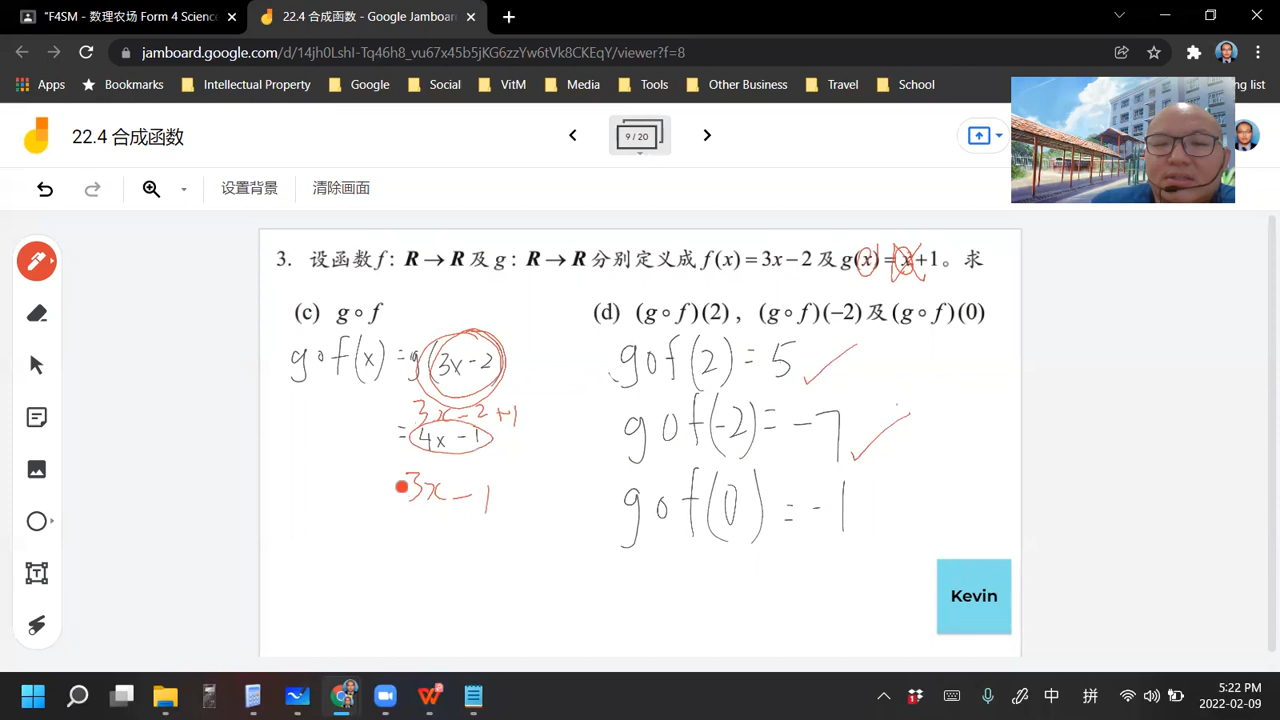 "F4SM - 数理农场 Form 4 Science
22.4 合成函数 - Google Jamboard
jamboard.google.com/d/14jh0LshI-Tq46h8_vu67x45b5jKG6zzYw6tVk8CKEqY/viewer?f=8
Apps Bookmarks Intellectual Property Google Social VitM Media Tools Other Business Travel School ing list
22.4 合成函数
9 / 20
设置背景 清除画面
3. 设函数 f : R → R 及 g : R → R 分别定义成 f(x) = 3x − 2 及 g(x) = x + 1。求
(c) g ∘ f
(d) (g ∘ f)(2) , (g ∘ f)(−2) 及 (g ∘ f)(0)
g∘f(x) = g(3x−2
3x−2+1
= 4x − 1
3x − 1
g∘f(2) = 5
g∘f(-2) = −7
g∘f(0) = -1
Kevin
中 拼 5:22 PM
2022-02-09